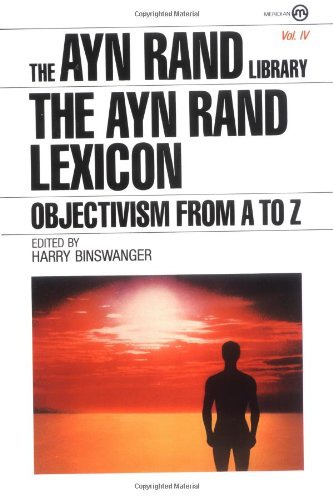 Copyrighted Material
MERIDIAN
Vol. IV
THE AYN RAND LIBRARY
THE AYN RAND
LEXICON
OBJECTIVISM FROM A TO Z
EDITED BY
HARRY BINSWANGER
Copyrighted Material